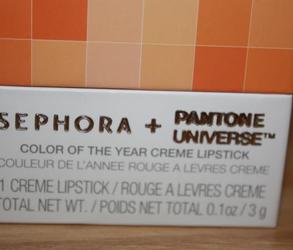 SEPHORA + PANTONE
UNIVERSE™
COLOR OF THE YEAR CREME LIPSTICK
COULEUR DE L'ANNEE ROUGE A LEVRES CREME
1 CREME LIPSTICK / ROUGE A LEVRES CREME
TOTAL NET WT. / POIDS NET TOTAL 0.1oz / 3 g